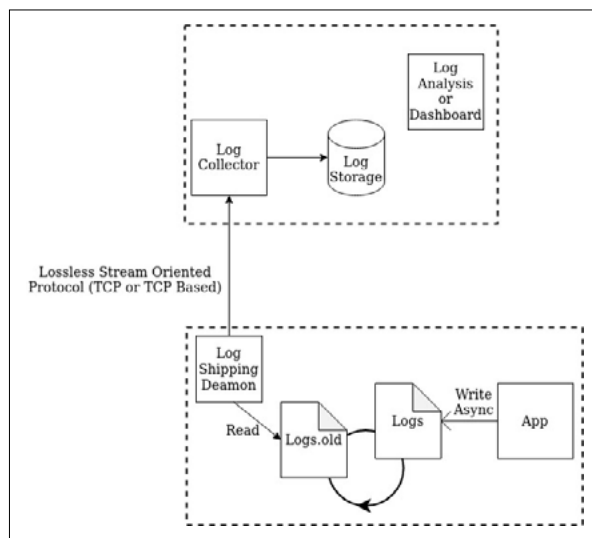 Log
Analysis
or
Dashboard
Log
Collector
Log
Storage
Lossless Stream Oriented
Protocol (TCP or TCP Based)
Log
Shipping
Deamon
Read
Logs.old
Logs
Write
Async
App